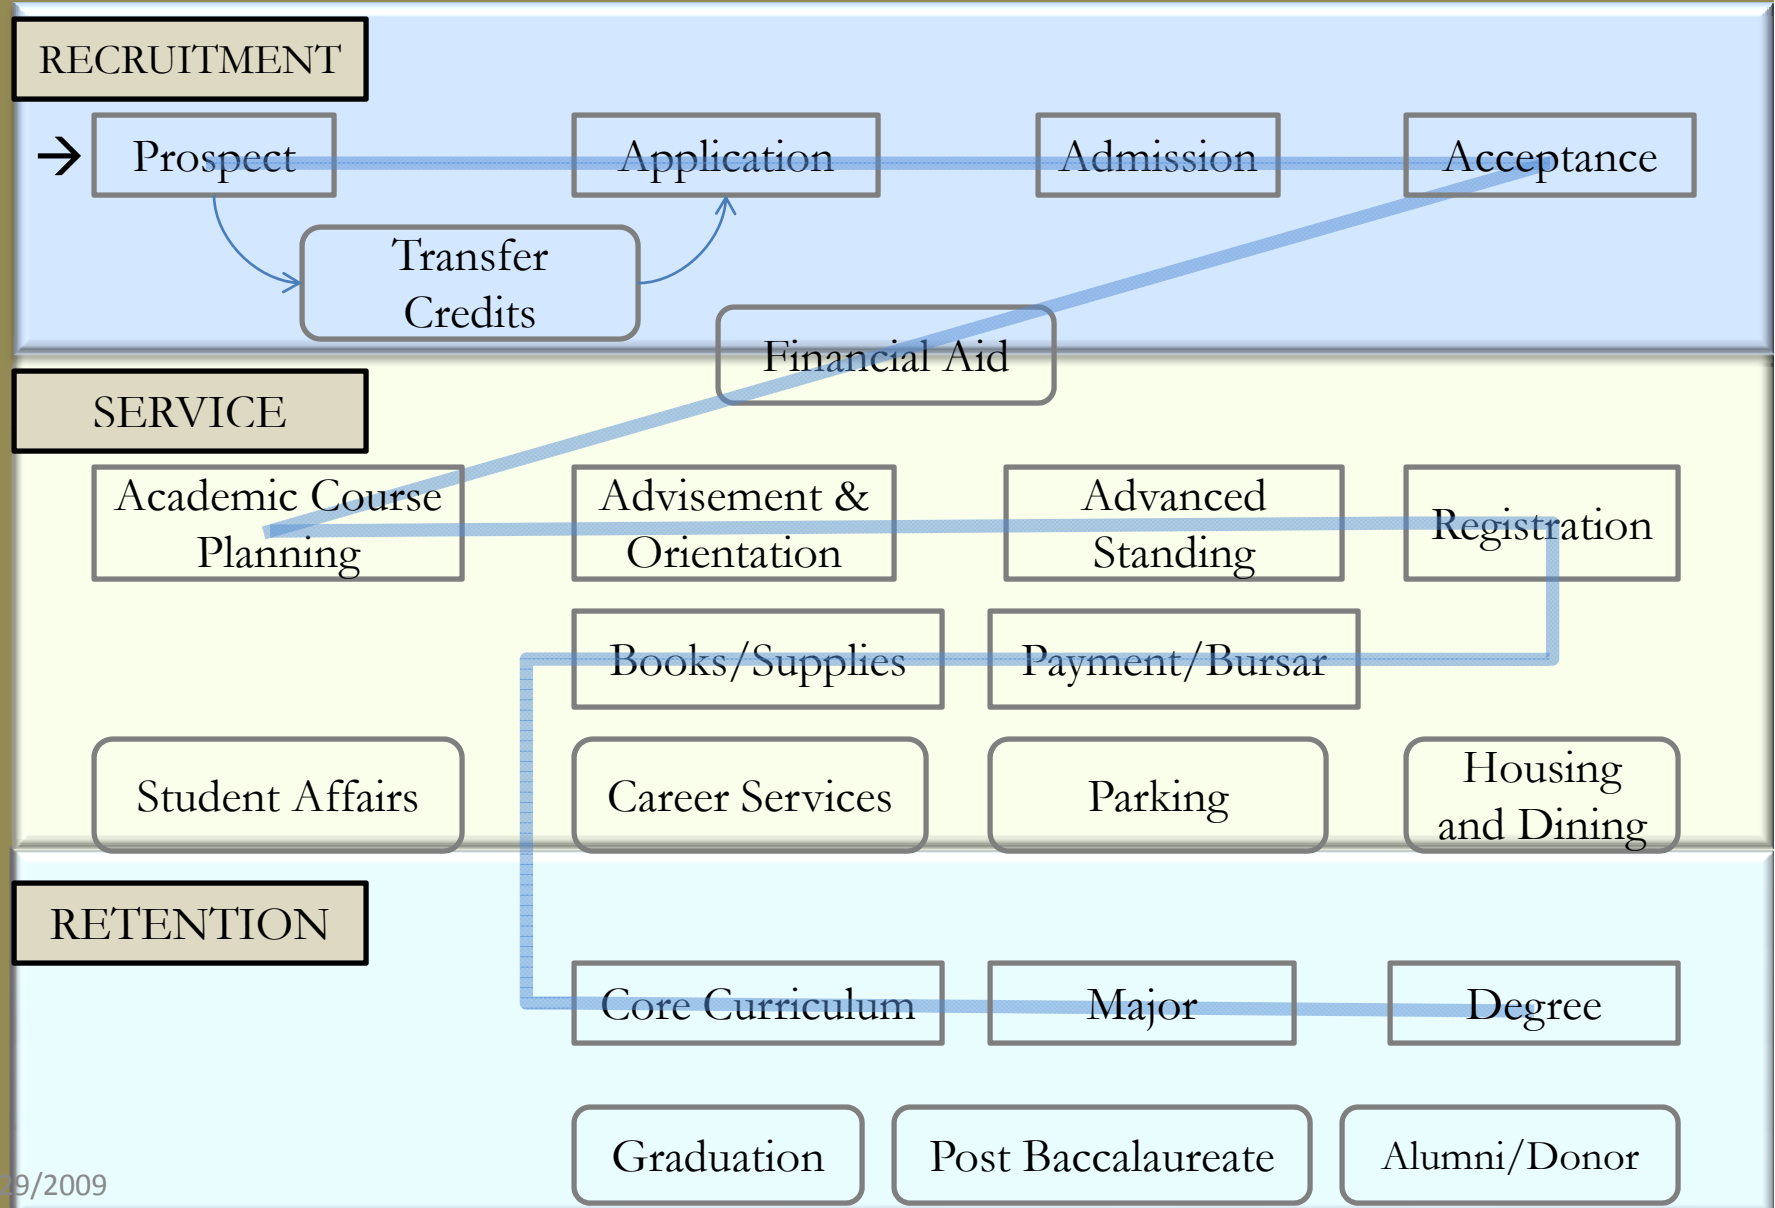 RECRUITMENT
→ Prospect
Application
Admission
Acceptance
Transfer
Credits
Financial Aid
SERVICE
Academic Course
Planning
Advisement &
Orientation
Advanced
Standing
Registration
Books/Supplies
Payment/Bursar
Student Affairs
Career Services
Parking
Housing
and Dining
RETENTION
Core Curriculum
Major
Degree
Graduation
Post Baccalaureate
Alumni/Donor
9/2009